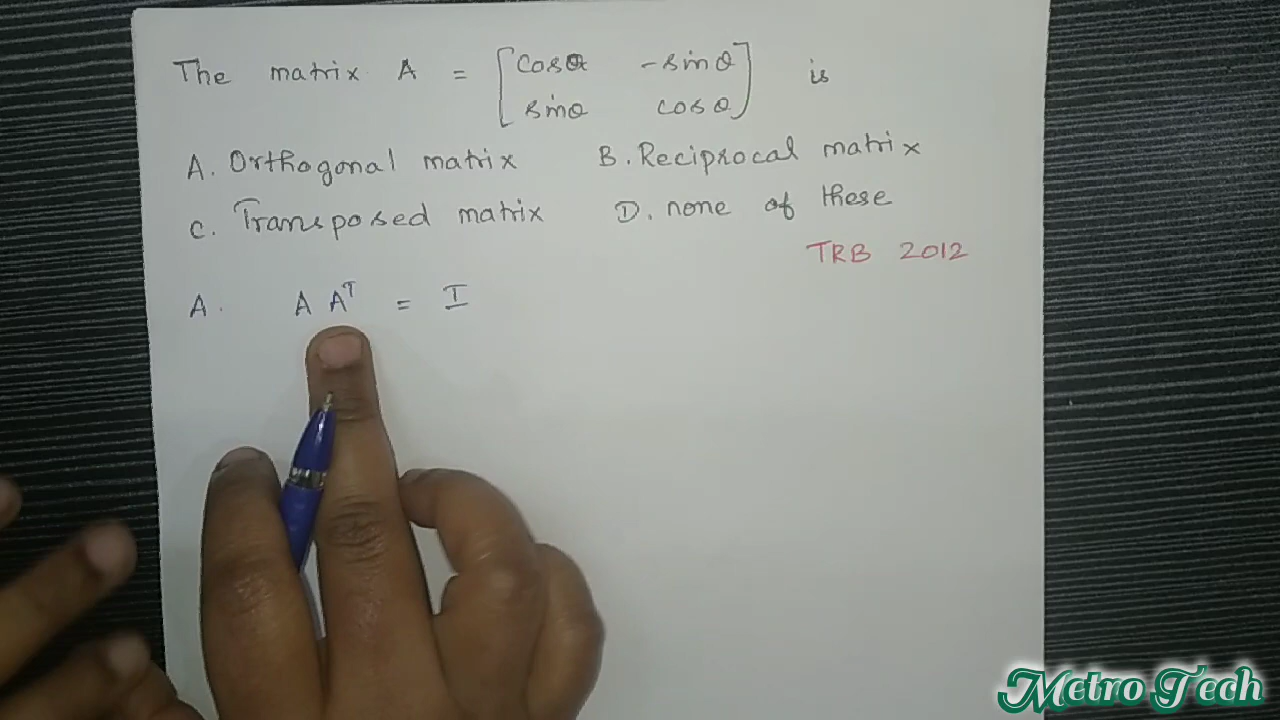 The matrix A = [cosθ -sinθ] is
[sinθ cosθ]
A. Orthogonal matrix B. Reciprocal matrix
C. Transposed matrix D. none of these
TRB 2012
A. A Aᵀ = I
Metro Tech